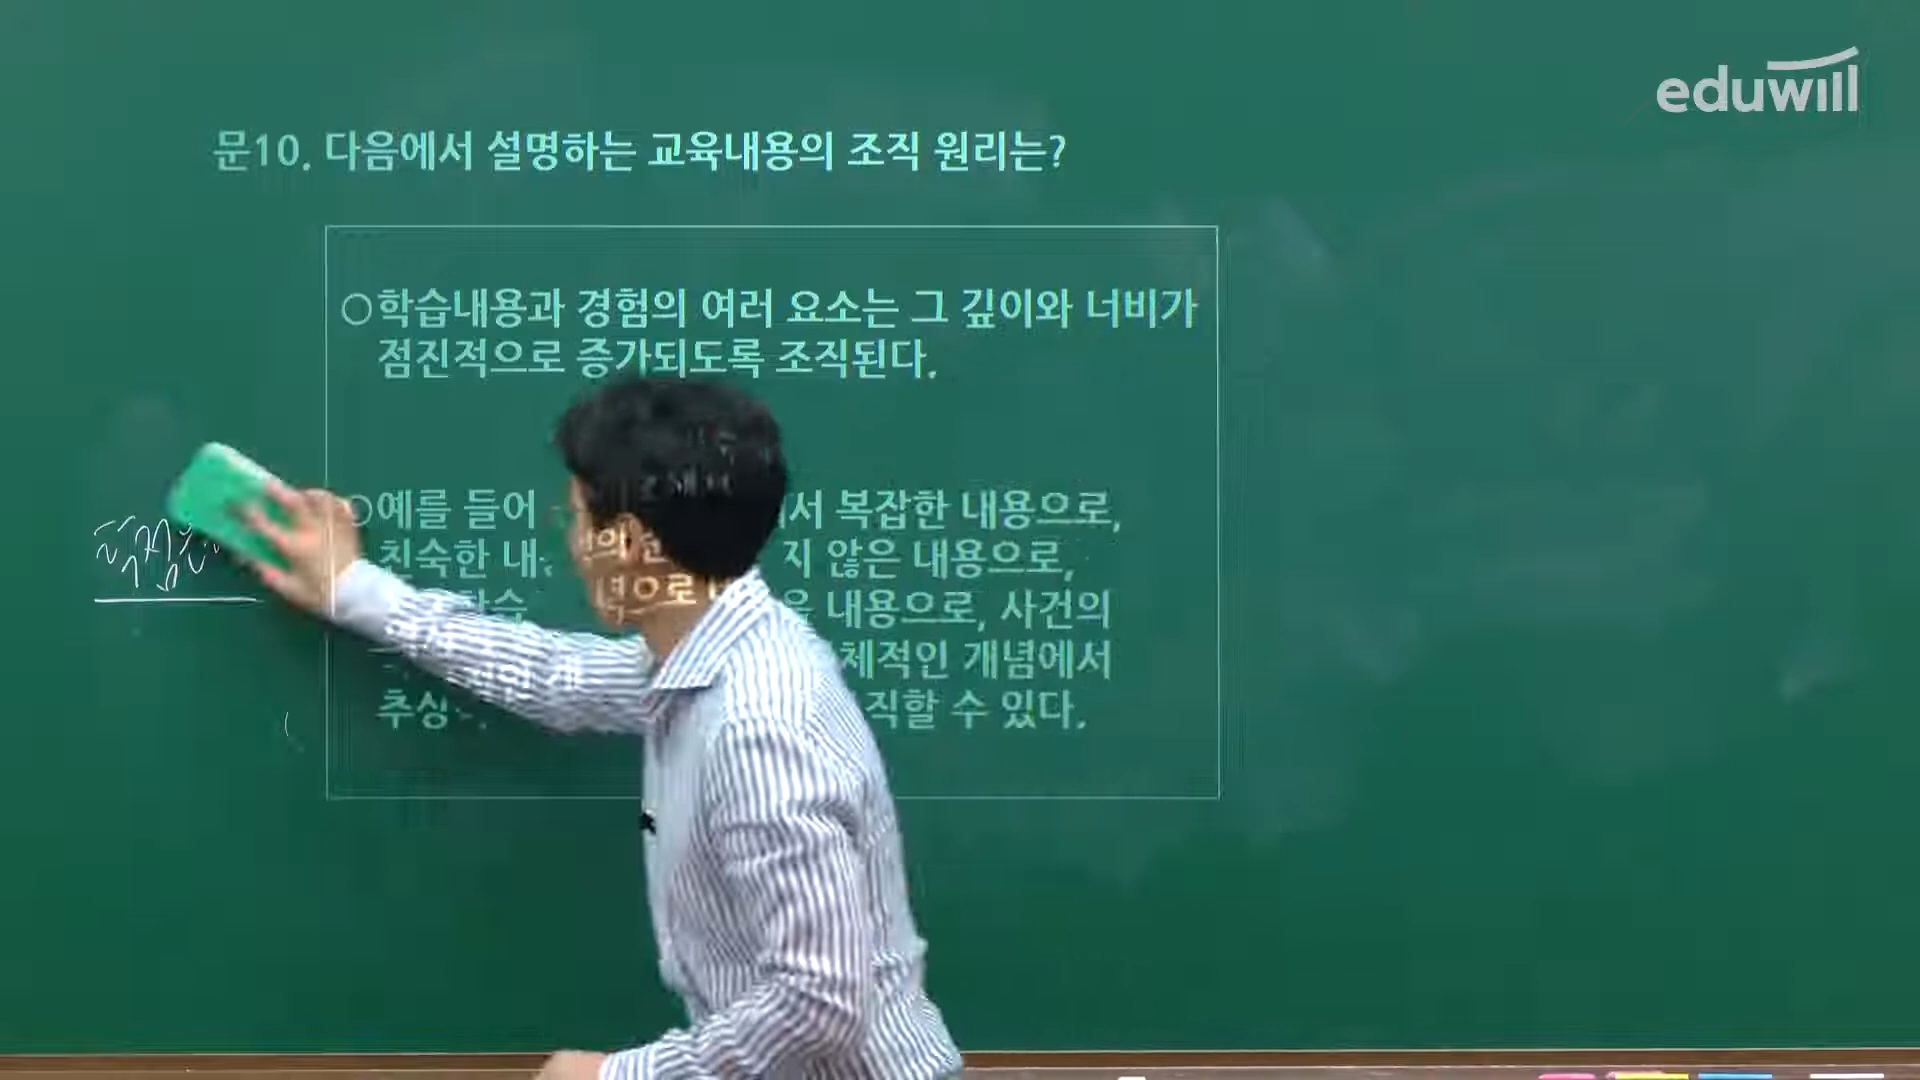 eduwill
문10. 다음에서 설명하는 교육내용의 조직 원리는?
○학습내용과 경험의 여러 요소는 그 깊이와 너비가
점진적으로 증가되도록 조직된다.
○예를 들어 서 복잡한 내용으로,
친숙한 내 지 않은 내용으로,
내용으로, 사건의
체적인 개념에서
추상 직할 수 있다.